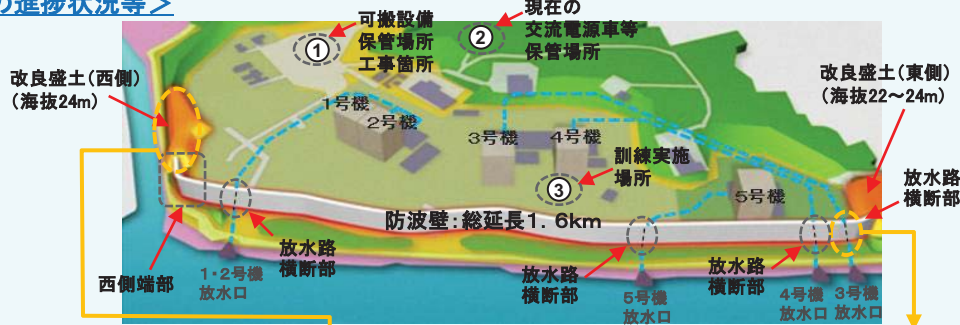 の進捗状況等＞
①
可搬設備
保管場所
工事箇所
②
現在の
交流電源車等
保管場所
改良盛土(西側)
(海抜24m)
改良盛土(東側)
(海抜22～24m)
1号機
2号機
3号機
4号機
③
訓練実施
場所
5号機
放水路
横断部
防波壁：総延長1．6km
西側端部
1・2号機
放水口
放水路
横断部
放水路
横断部
5号機
放水口
放水路
横断部
4号機
放水口
3号機
放水口